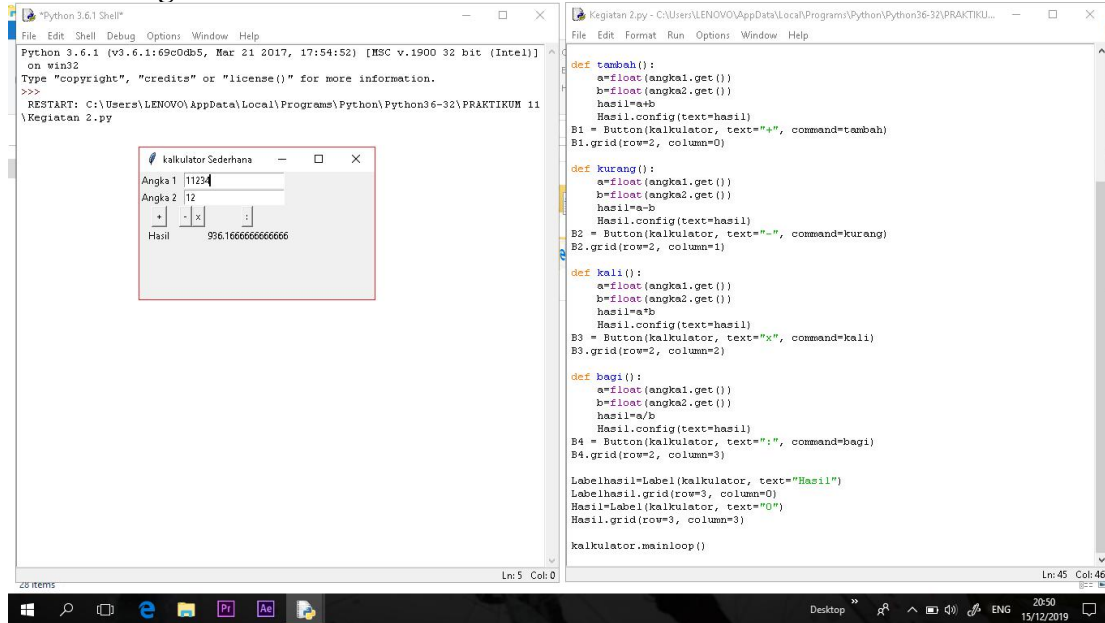 *Python 3.6.1 Shell*
File Edit Shell Debug Options Window Help
Python 3.6.1 (v3.6.1:69c0db5, Mar 21 2017, 17:54:52) [MSC v.1900 32 bit (Intel)]
on win32
Type "copyright", "credits" or "license()" for more information.
>>>
RESTART: C:\Users\LENOVO\AppData\Local\Programs\Python\Python36-32\PRAKTIKUM 11
\Kegiatan 2.py
kalkulator Sederhana
Angka 1 11234
Angka 2 12
+ - x :
Hasil 936.1666666666666
Ln: 5 Col: 0
Kegiatan 2.py - C:\Users\LENOVO\AppData\Local\Programs\Python\Python36-32\PRAKTIKU...
File Edit Format Run Options Window Help
def tambah():
    a=float(angka1.get())
    b=float(angka2.get())
    hasil=a+b
    Hasil.config(text=hasil)
B1 = Button(kalkulator, text="+", command=tambah)
B1.grid(row=2, column=0)
def kurang():
    a=float(angka1.get())
    b=float(angka2.get())
    hasil=a-b
    Hasil.config(text=hasil)
B2 = Button(kalkulator, text="-", command=kurang)
B2.grid(row=2, column=1)
def kali():
    a=float(angka1.get())
    b=float(angka2.get())
    hasil=a*b
    Hasil.config(text=hasil)
B3 = Button(kalkulator, text="x", command=kali)
B3.grid(row=2, column=2)
def bagi():
    a=float(angka1.get())
    b=float(angka2.get())
    hasil=a/b
    Hasil.config(text=hasil)
B4 = Button(kalkulator, text=":", command=bagi)
B4.grid(row=2, column=3)
Labelhasil=Label(kalkulator, text="Hasil")
Labelhasil.grid(row=3, column=0)
Hasil=Label(kalkulator, text="0")
Hasil.grid(row=3, column=3)
kalkulator.mainloop()
Ln: 45 Col: 46
28 items
Pr Ae Desktop ENG 20:50
15/12/2019